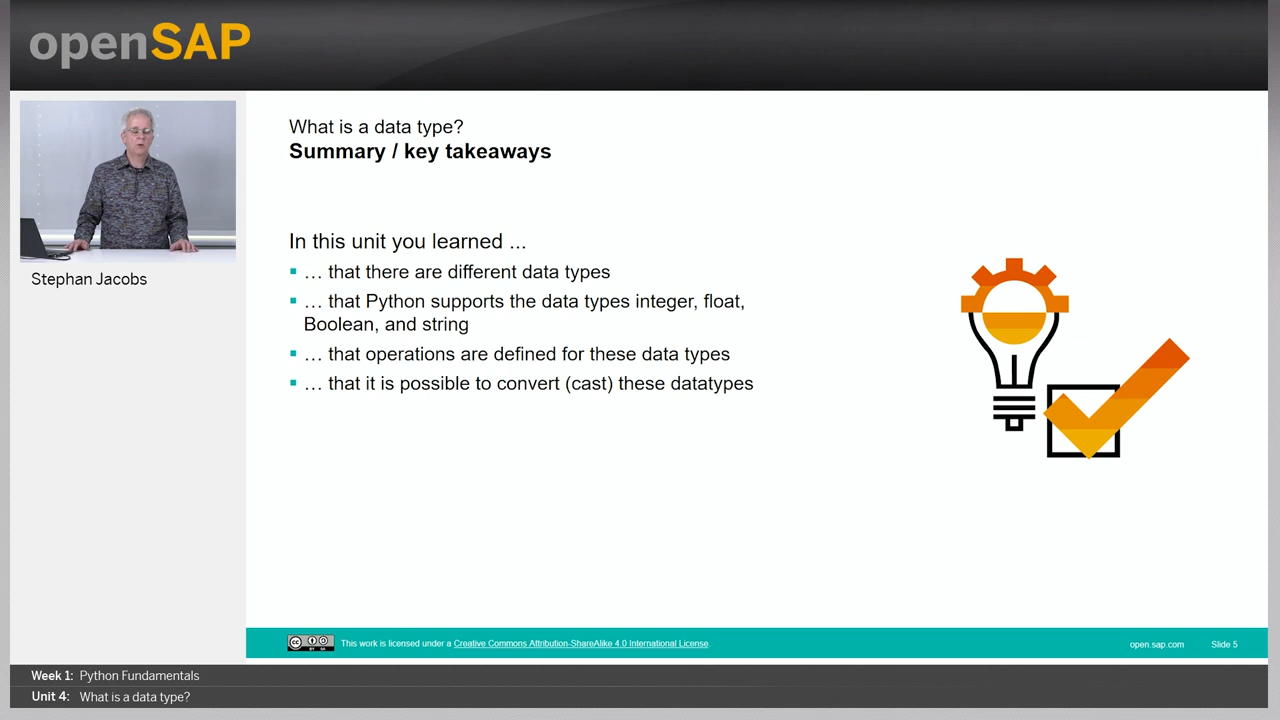 openSAP
What is a data type?
Summary / key takeaways
Stephan Jacobs
In this unit you learned ...
▪ … that there are different data types
▪ … that Python supports the data types integer, float,
Boolean, and string
▪ … that operations are defined for these data types
▪ … that it is possible to convert (cast) these datatypes
cc BY SA This work is licensed under a Creative Commons Attribution-ShareAlike 4.0 International License. open.sap.com Slide 5
Week 1: Python Fundamentals
Unit 4: What is a data type?